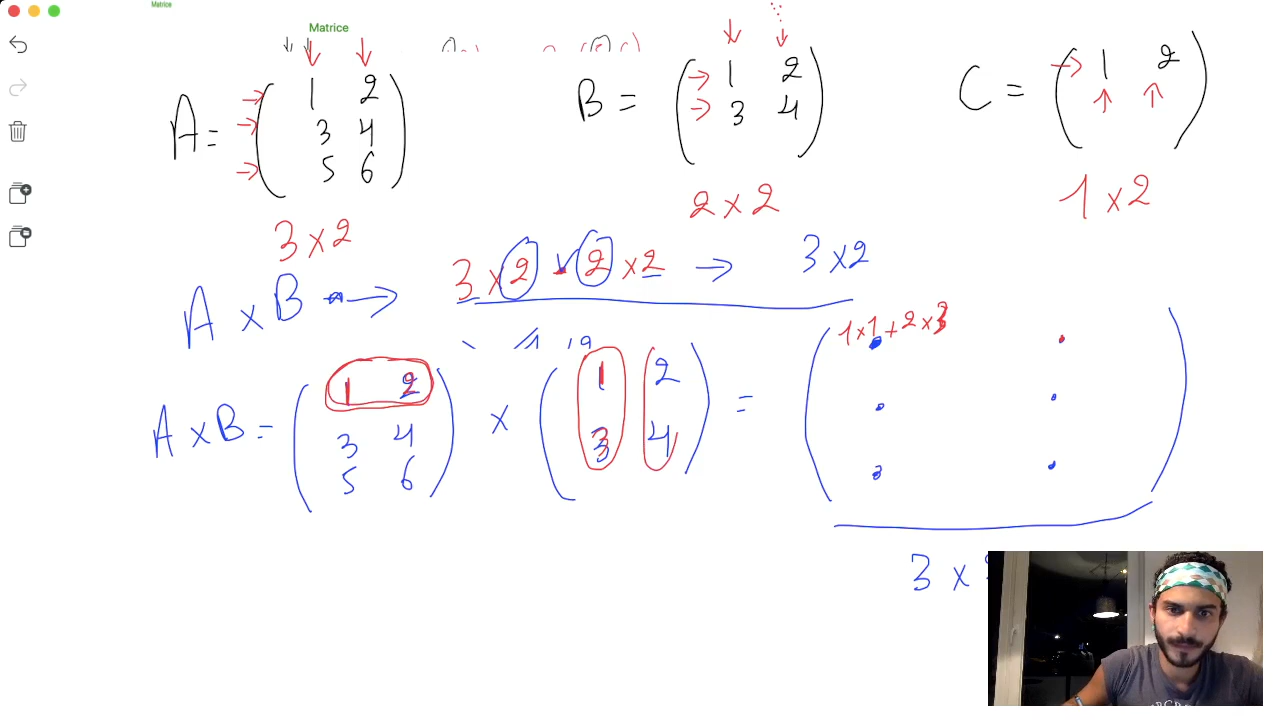 Matrice
Matrice
A = ( 1 2
3 4
5 6 )
B = ( 1 2
3 4 )
C = ( 1 2 )
3 x 2
2 x 2
1 x 2
A x B → 3 x 2 · 2 x 2 → 3 x 2
A x B = ( 1 2
3 4
5 6 ) x ( 1 2
3 4 ) = ( 1x1 + 2x3 )
3 x